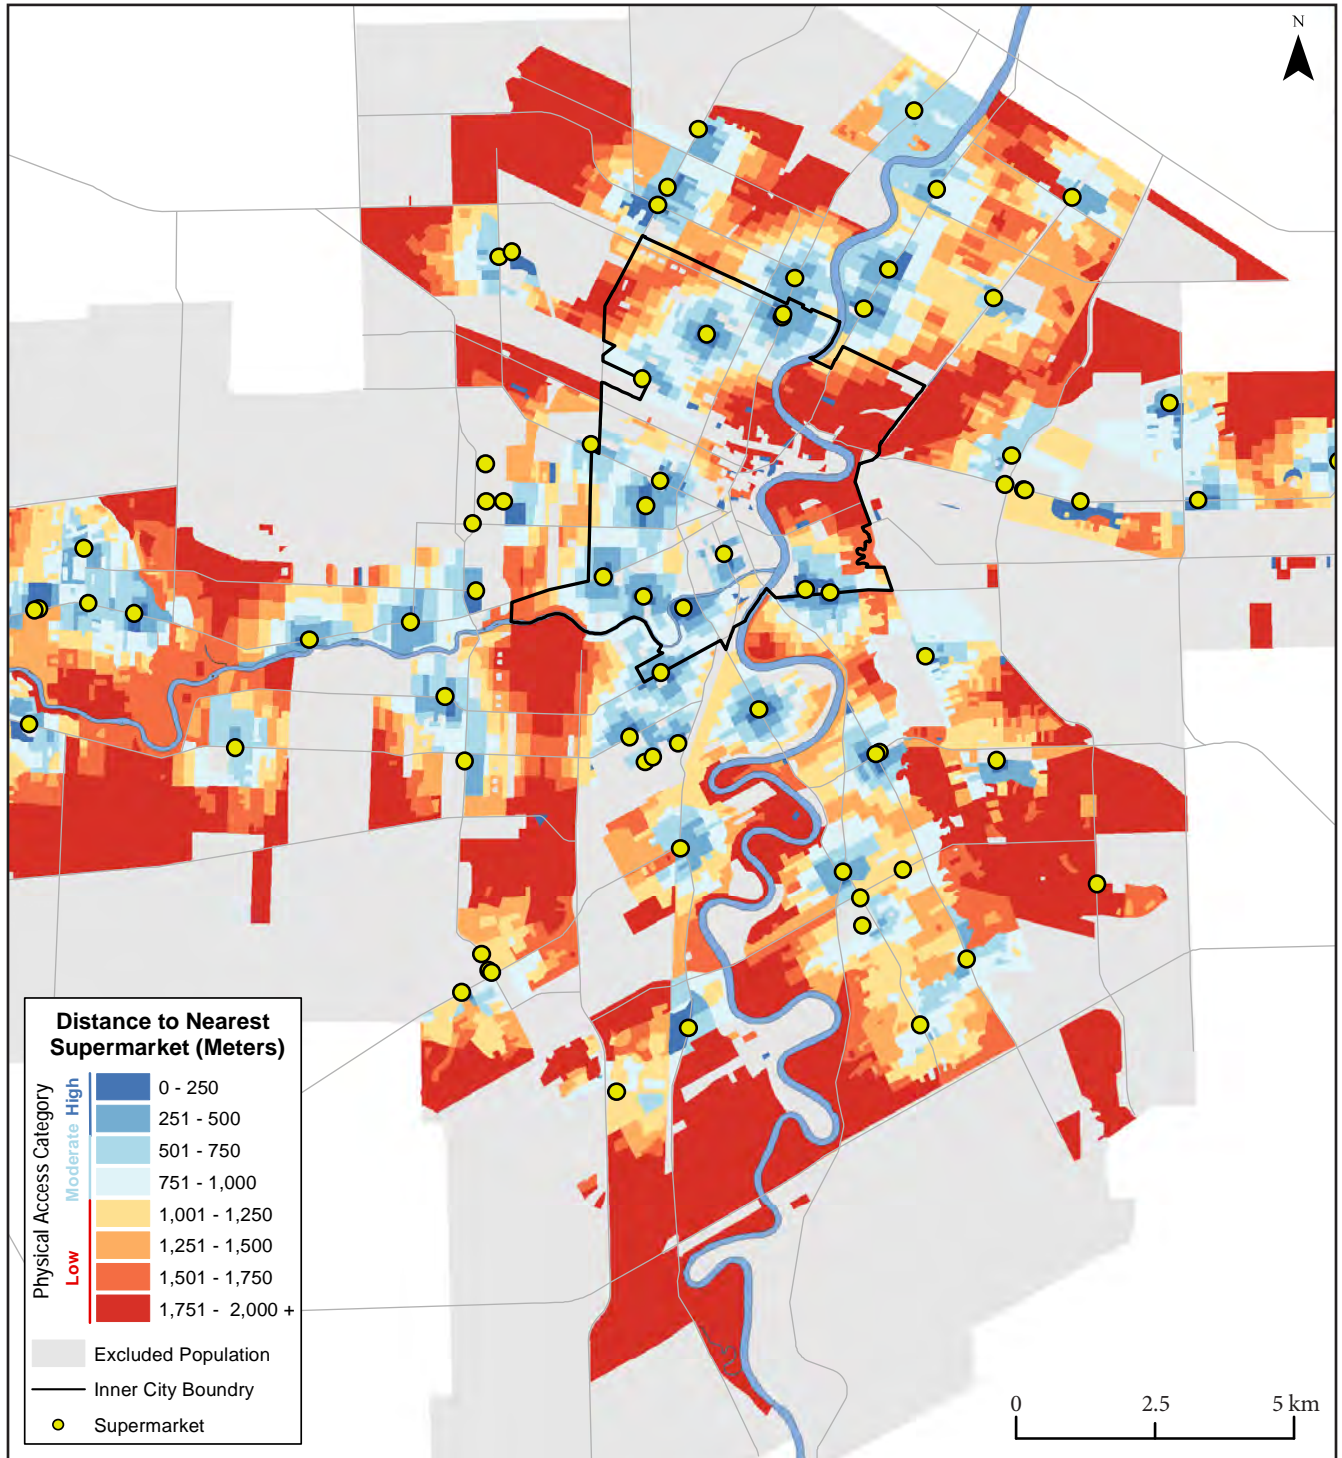 N
Distance to Nearest
Supermarket (Meters)
Physical Access Category
High
Moderate
Low
0 - 250
251 - 500
501 - 750
751 - 1,000
1,001 - 1,250
1,251 - 1,500
1,501 - 1,750
1,751 - 2,000 +
Excluded Population
Inner City Boundry
Supermarket
0 2.5 5 km